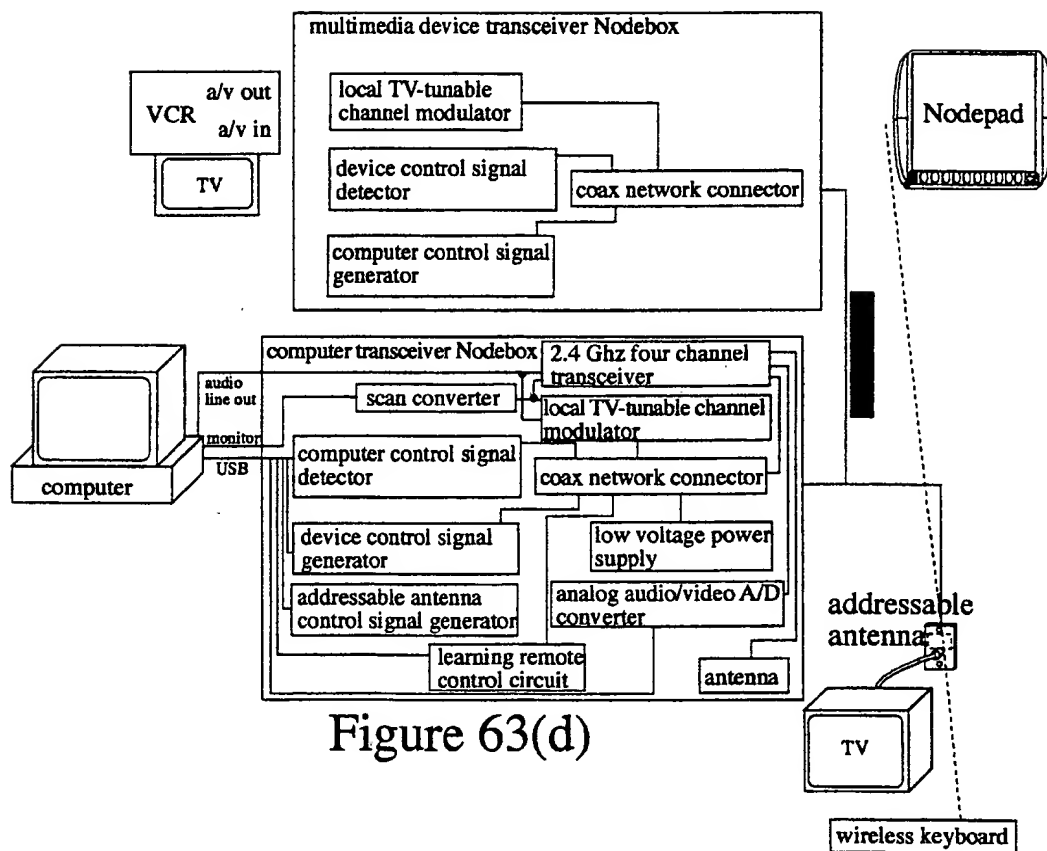 multimedia device transceiver Nodebox
local TV-tunable
channel modulator
device control signal
detector
coax network connector
computer control signal
generator
VCR
a/v out
a/v in
TV
Nodepad
computer transceiver Nodebox
2.4 Ghz four channel
transceiver
audio
line out
scan converter
local TV-tunable channel
modulator
monitor
USB
computer
computer control signal
detector
coax network connector
device control signal
generator
low voltage power
supply
addressable antenna
control signal generator
analog audio/video A/D
converter
learning remote
control circuit
antenna
addressable
antenna
TV
wireless keyboard
Figure 63(d)